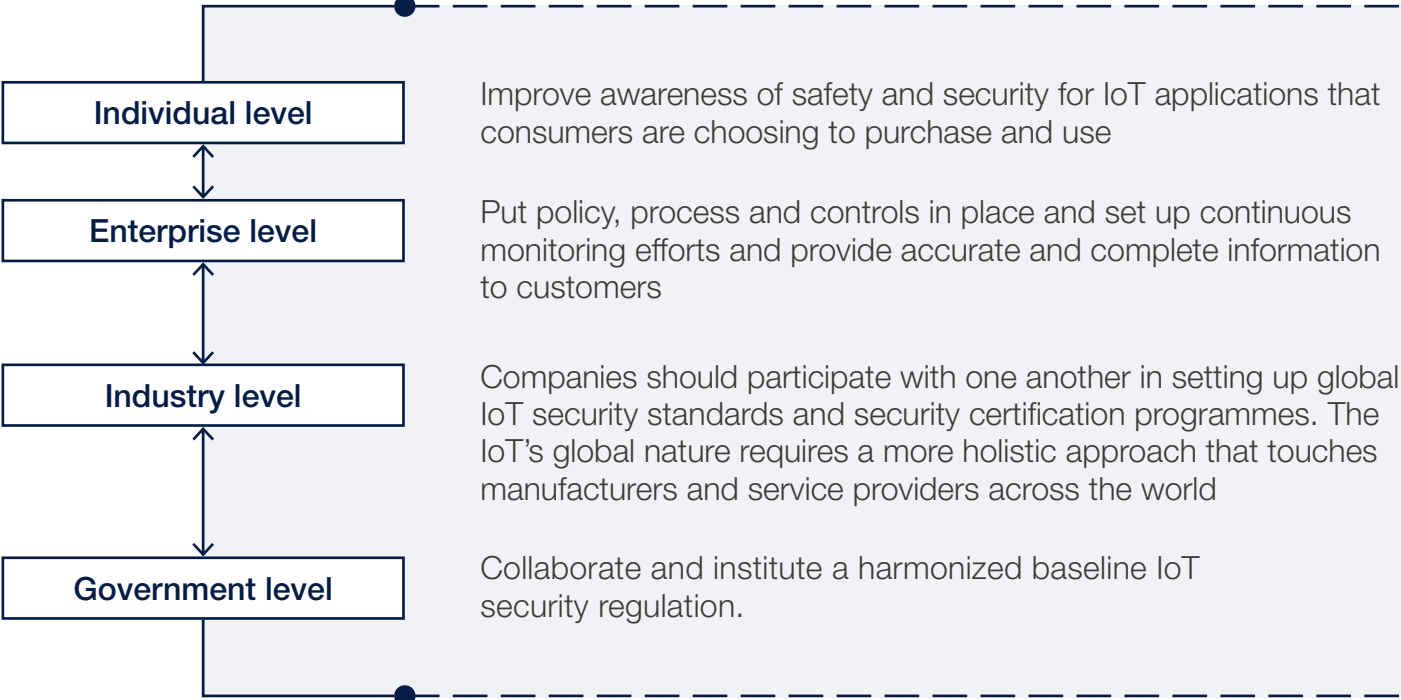 Individual level
Improve awareness of safety and security for IoT applications that
consumers are choosing to purchase and use
Enterprise level
Put policy, process and controls in place and set up continuous
monitoring efforts and provide accurate and complete information
to customers
Industry level
Companies should participate with one another in setting up global
IoT security standards and security certification programmes. The
IoT’s global nature requires a more holistic approach that touches
manufacturers and service providers across the world
Government level
Collaborate and institute a harmonized baseline IoT
security regulation.